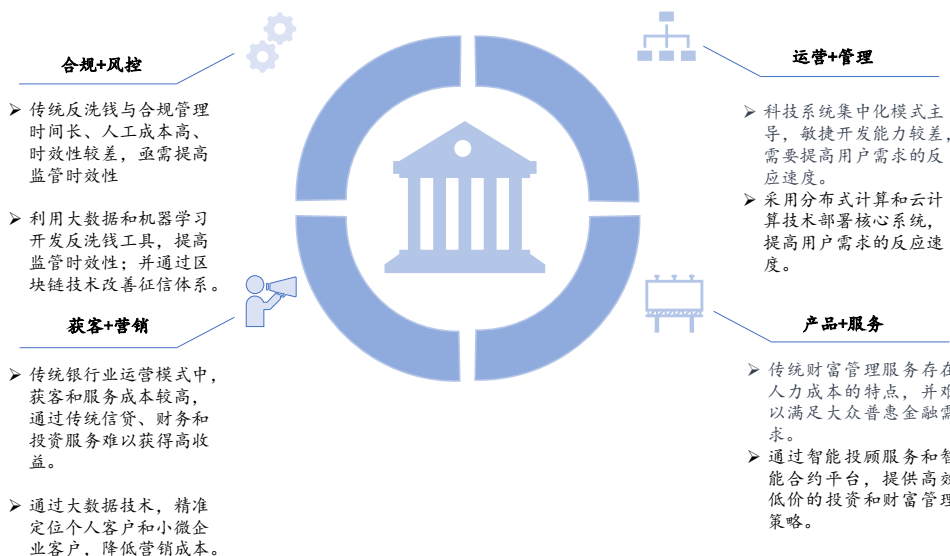 合规+风控
➢ 传统反洗钱与合规管理
时间长、人工成本高、
时效性较差，亟需提高
监管时效性
➢ 利用大数据和机器学习
开发反洗钱工具，提高
监管时效性；并通过区
块链技术改善征信体系。
获客+营销
➢ 传统银行业运营模式中，
获客和服务成本较高，
通过传统信贷、财务和
投资服务难以获得高收
益。
➢ 通过大数据技术，精准
定位个人客户和小微企
业客户，降低营销成本。
运营+管理
➢ 科技系统集中化模式主
导，敏捷开发能力较差，
需要提高用户需求的反
应速度。
➢ 采用分布式计算和云计
算技术部署核心系统，
提高用户需求的反应速
度。
产品+服务
➢ 传统财富管理服务存在
人力成本的特点，并难
以满足大众普惠金融需
求。
➢ 通过智能投顾服务和智
能合约平台，提供高效
低价的投资和财富管理
策略。